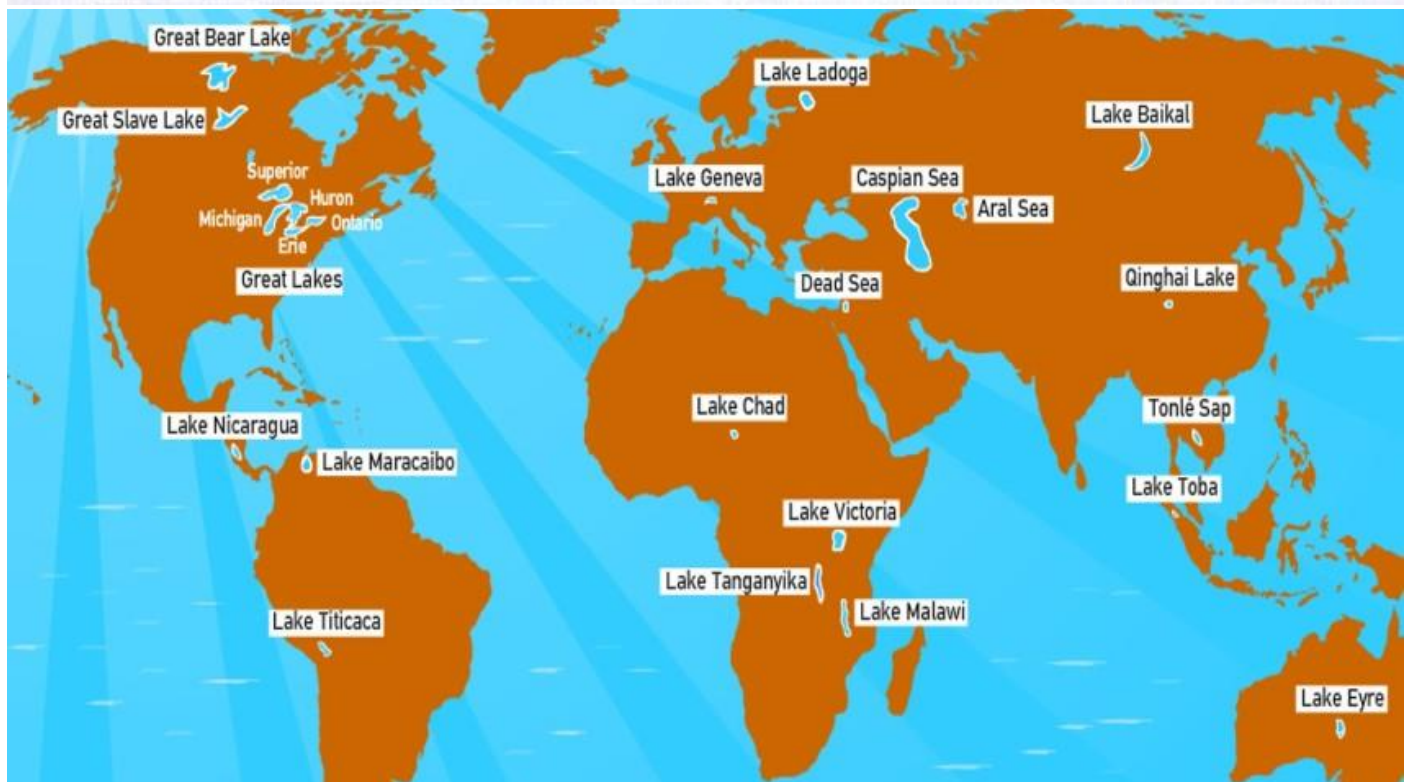 Great Bear Lake
Great Slave Lake
Superior
Huron
Michigan
Ontario
Erie
Great Lakes
Lake Nicaragua
Lake Maracaibo
Lake Titicaca
Lake Ladoga
Lake Geneva
Caspian Sea
Aral Sea
Lake Baikal
Dead Sea
Qinghai Lake
Lake Chad
Tonlé Sap
Lake Toba
Lake Victoria
Lake Tanganyika
Lake Malawi
Lake Eyre